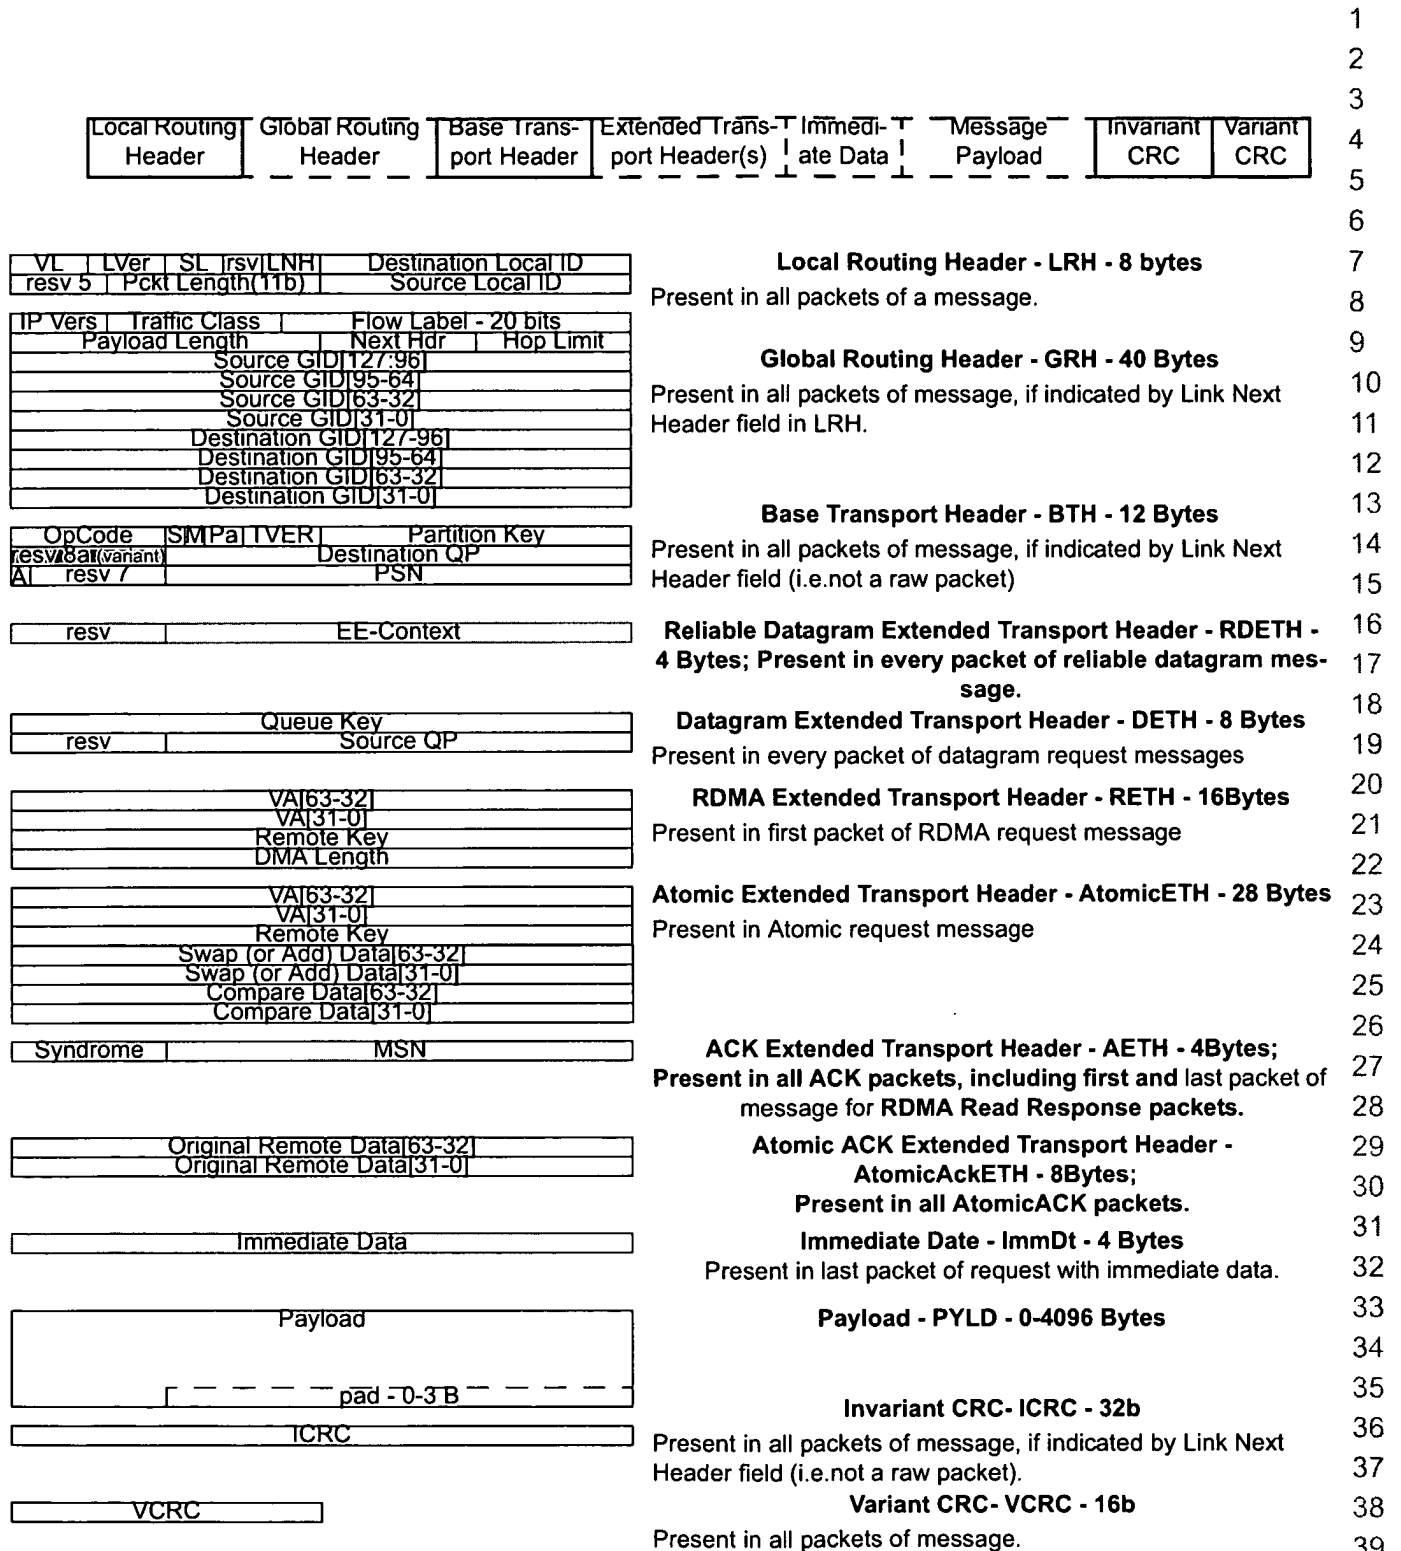 1
2
3
Local Routing Global Routing Base Trans- Extended Trans- Immedi- Message Invariant Variant
4
Header Header port Header port Header(s) ate Data Payload CRC CRC
5
6
VL LVer SL rsv LNH Destination Local ID
Local Routing Header - LRH - 8 bytes
7
resv 5 Pckt Length(11b) Source Local ID
Present in all packets of a message.
8
IP Vers Traffic Class Flow Label - 20 bits
Payload Length Next Hdr Hop Limit
9
Source GID[127:96]
Global Routing Header - GRH - 40 Bytes
Source GID[95-64]
10
Source GID[63-32]
Present in all packets of message, if indicated by Link Next
Source GID[31-0]
Header field in LRH.
11
Destination GID[127-96]
Destination GID[95-64]
12
Destination GID[63-32]
Destination GID[31-0]
13
Base Transport Header - BTH - 12 Bytes
OpCode SM Pa TVER Partition Key
14
(variant) Destination QP
Present in all packets of message, if indicated by Link Next
A resv 7 PSN
Header field (i.e.not a raw packet)
15
resv EE-Context
Reliable Datagram Extended Transport Header - RDETH -
16
4 Bytes; Present in every packet of reliable datagram mes-
17
sage.
18
Queue Key
Datagram Extended Transport Header - DETH - 8 Bytes
resv Source QP
19
Present in every packet of datagram request messages
20
VA[63-32]
RDMA Extended Transport Header - RETH - 16Bytes
VA[31-0]
21
Remote Key
Present in first packet of RDMA request message
DMA Length
22
VA[63-32]
Atomic Extended Transport Header - AtomicETH - 28 Bytes
23
VA[31-0]
Remote Key
Present in Atomic request message
24
Swap (or Add) Data[63-32]
Swap (or Add) Data[31-0]
25
Compare Data[63-32]
Compare Data[31-0]
26
Syndrome MSN
ACK Extended Transport Header - AETH - 4Bytes;
27
Present in all ACK packets, including first and last packet of
28
message for RDMA Read Response packets.
Original Remote Data[63-32]
Atomic ACK Extended Transport Header -
29
Original Remote Data[31-0]
AtomicAckETH - 8Bytes;
30
Present in all AtomicACK packets.
31
Immediate Data
Immediate Date - ImmDt - 4 Bytes
32
Present in last packet of request with immediate data.
33
Payload
Payload - PYLD - 0-4096 Bytes
34
35
pad - 0-3 B
Invariant CRC- ICRC - 32b
36
ICRC
Present in all packets of message, if indicated by Link Next
37
Header field (i.e.not a raw packet).
38
VCRC
Variant CRC- VCRC - 16b
Present in all packets of message.
39